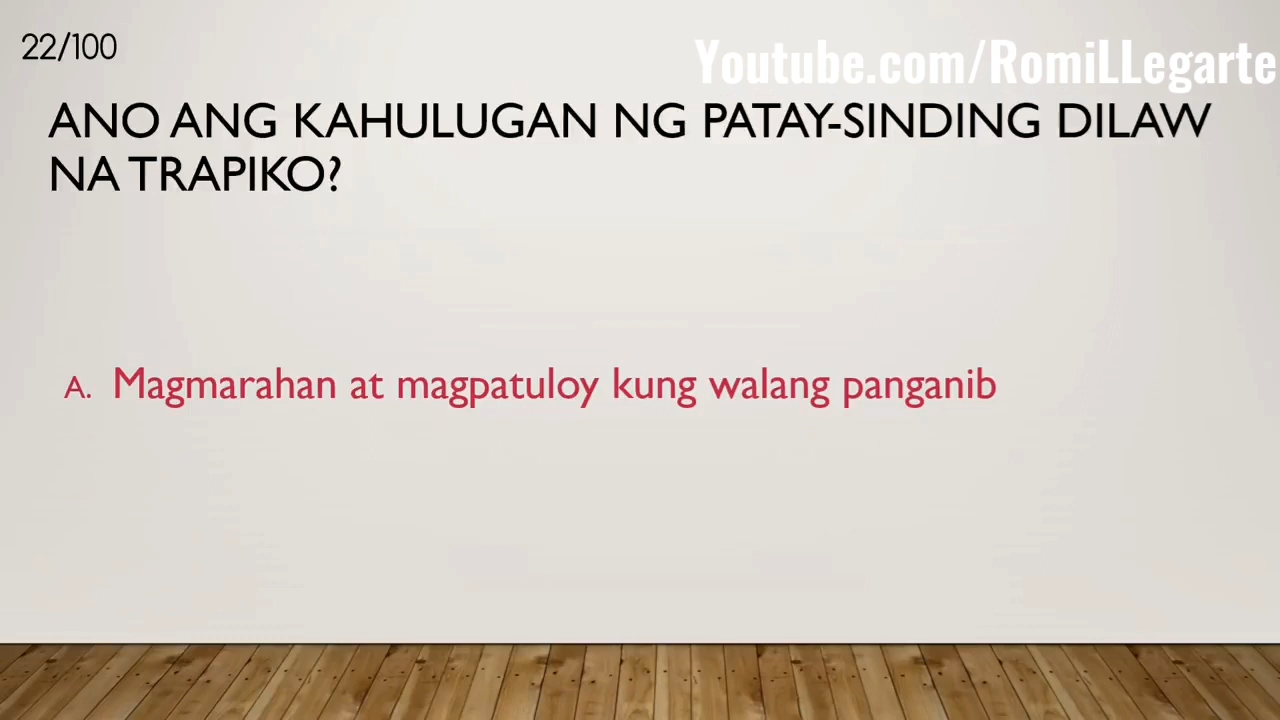 22/100
Youtube.com/RomiLLegarte
ANO ANG KAHULUGAN NG PATAY-SINDING DILAW
NA TRAPIKO?
A. Magmarahan at magpatuloy kung walang panganib